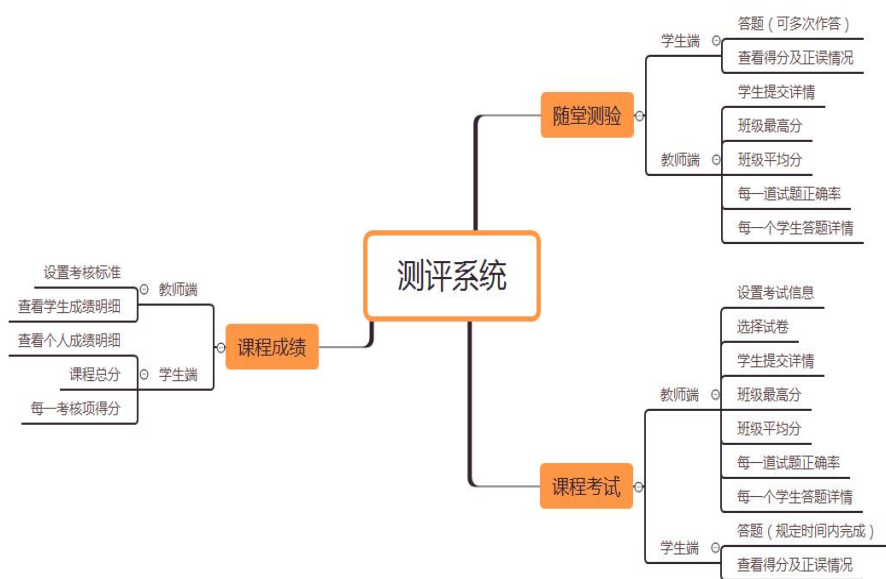 测评系统
随堂测验
学生端
答题（可多次作答）
查看得分及正误情况
教师端
学生提交详情
班级最高分
班级平均分
每一道试题正确率
每一个学生答题详情
课程考试
教师端
设置考试信息
选择试卷
学生提交详情
班级最高分
班级平均分
每一道试题正确率
每一个学生答题详情
学生端
答题（规定时间内完成）
查看得分及正误情况
课程成绩
教师端
设置考核标准
查看学生成绩明细
学生端
查看个人成绩明细
课程总分
每一考核项得分